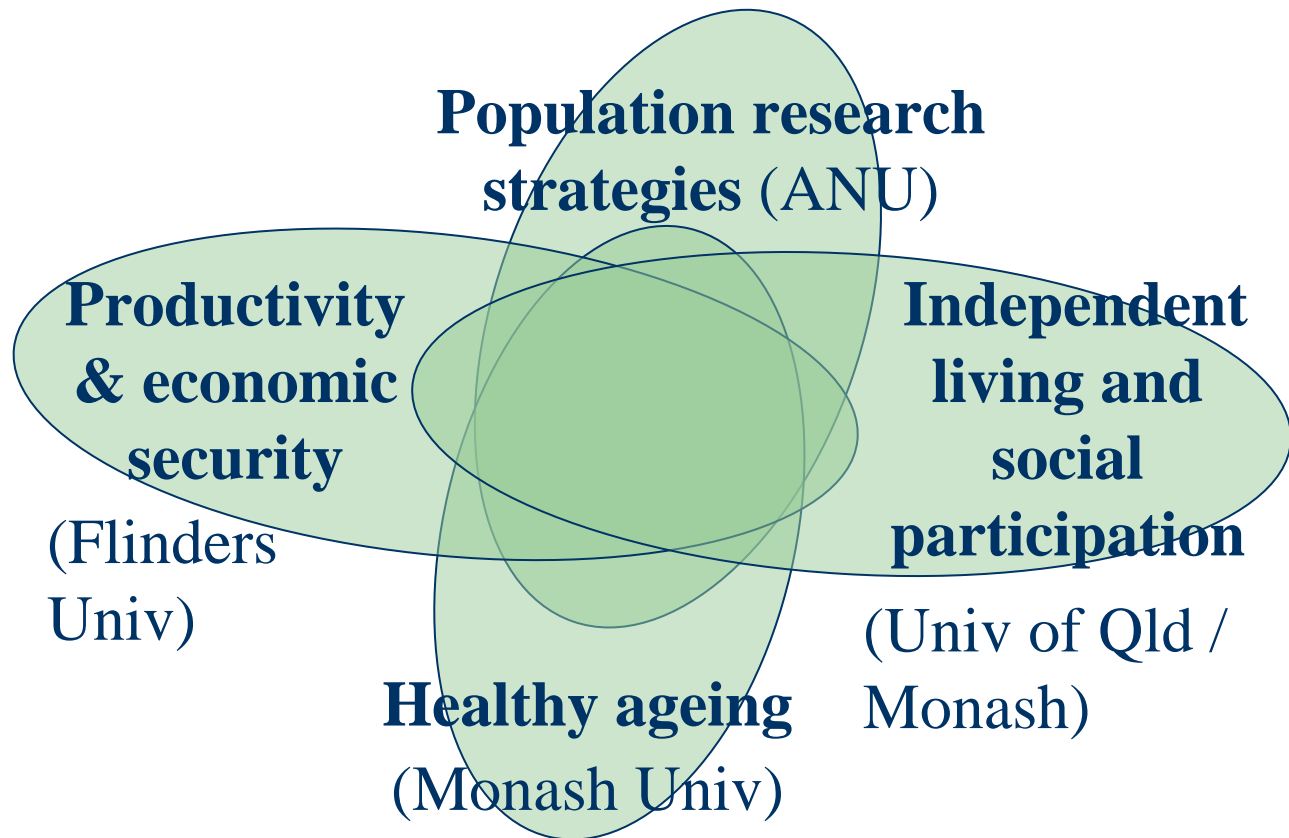 Population research
strategies (ANU)
Productivity
& economic
security
(Flinders
Univ)
Independent
living and
social
participation
(Univ of Qld /
Monash)
Healthy ageing
(Monash Univ)